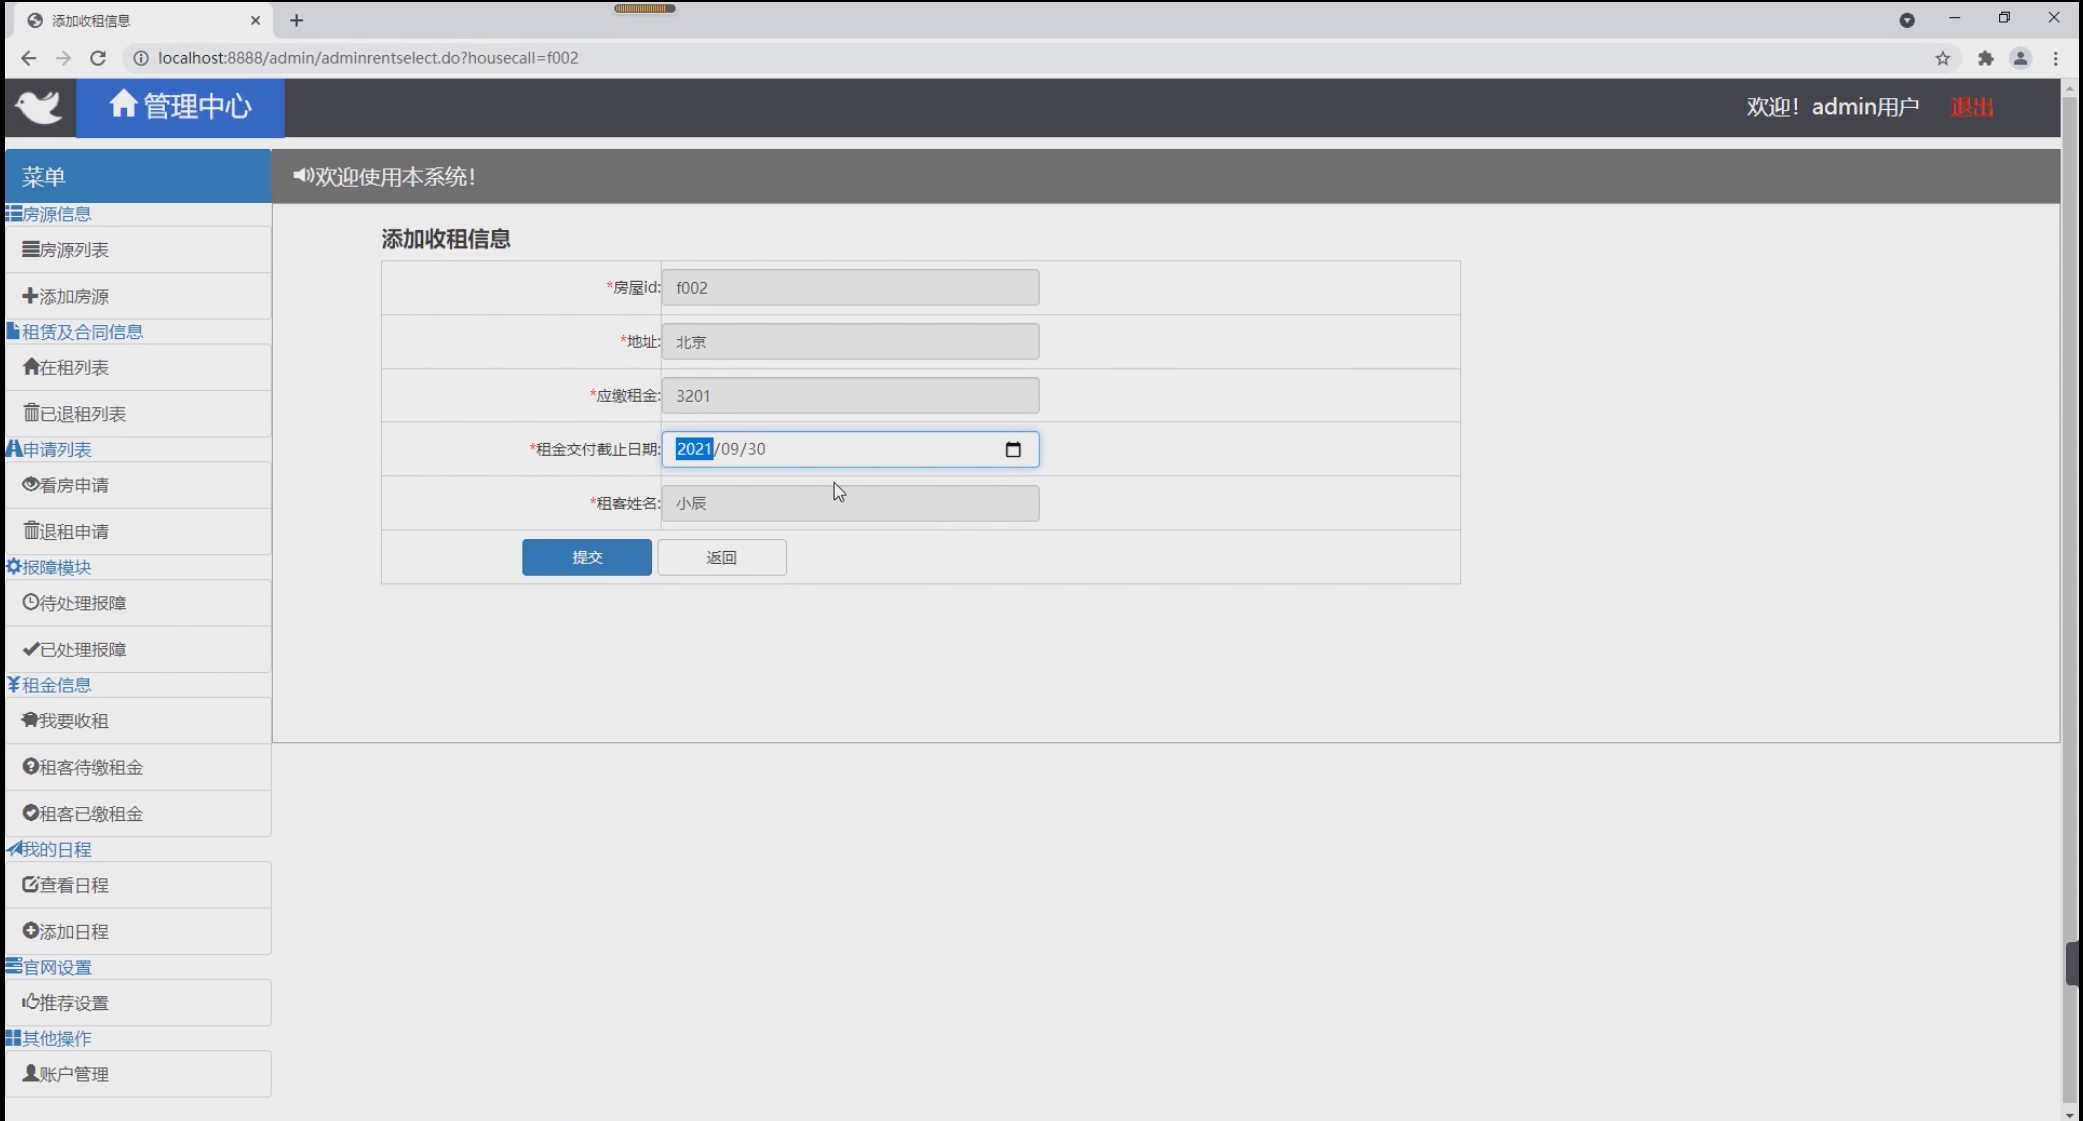 添加收租信息
localhost:8888/admin/adminrentselect.do?housecall=f002
管理中心
欢迎！admin用户 退出
菜单
欢迎使用本系统！
房源信息
房源列表
添加房源
租赁及合同信息
在租列表
已退租列表
申请列表
看房申请
退租申请
报障模块
待处理报障
已处理报障
租金信息
我要收租
租客待缴租金
租客已缴租金
我的日程
查看日程
添加日程
官网设置
推荐设置
其他操作
账户管理
添加收租信息
*房屋id: f002
*地址: 北京
*应缴租金: 3201
*租金交付截止日期: 2021/09/30
*租客姓名: 小辰
提交 返回